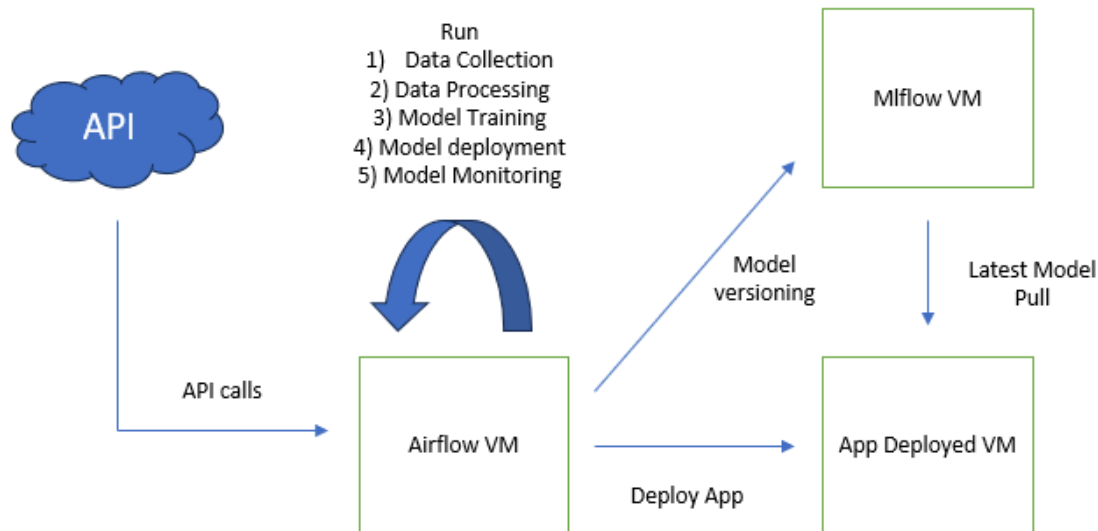 Run
1) Data Collection
2) Data Processing
3) Model Training
4) Model deployment
5) Model Monitoring
API
Mlflow VM
Model
versioning
Latest Model
Pull
API calls
Airflow VM
App Deployed VM
Deploy App